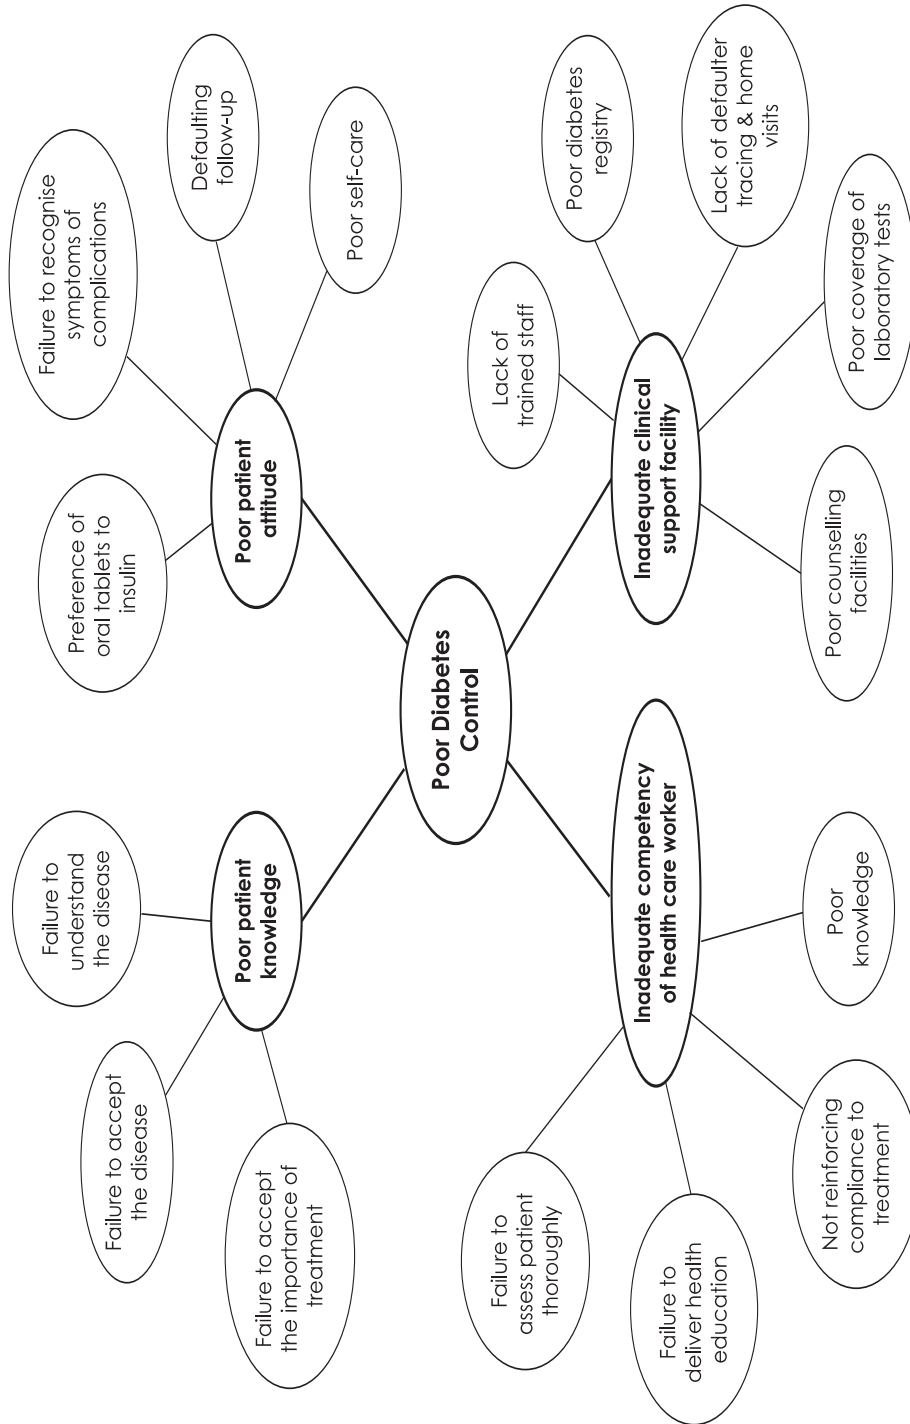 Failure to
understand
the disease
Failure to accept
the disease
Failure to accept
the importance of
treatment
Poor patient
knowledge
Preference of
oral tablets to
insulin
Failure to recognise
symptoms of
complications
Defaulting
follow-up
Poor self-care
Poor patient
attitude
Poor Diabetes
Control
Failure to
assess patient
thoroughly
Failure to
deliver health
education
Not reinforcing
compliance to
treatment
Poor
knowledge
Inadequate competency
of health care worker
Lack of
trained staff
Poor diabetes
registry
Lack of defaulter
tracing & home
visits
Poor coverage of
laboratory tests
Poor counselling
facilities
Inadequate clinical
support facility